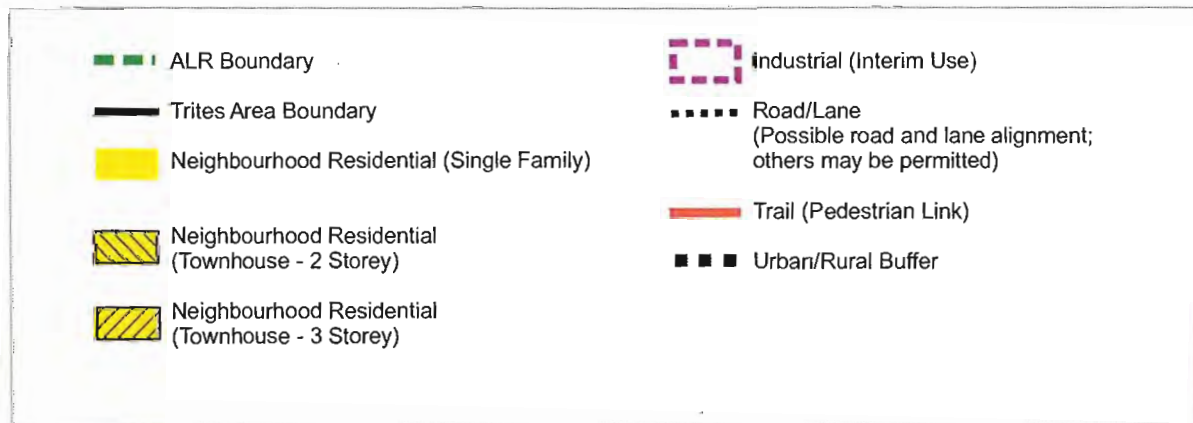 ALR Boundary
Trites Area Boundary
Neighbourhood Residential (Single Family)
Neighbourhood Residential
(Townhouse - 2 Storey)
Neighbourhood Residential
(Townhouse - 3 Storey)
Industrial (Interim Use)
Road/Lane
(Possible road and lane alignment;
others may be permitted)
Trail (Pedestrian Link)
Urban/Rural Buffer